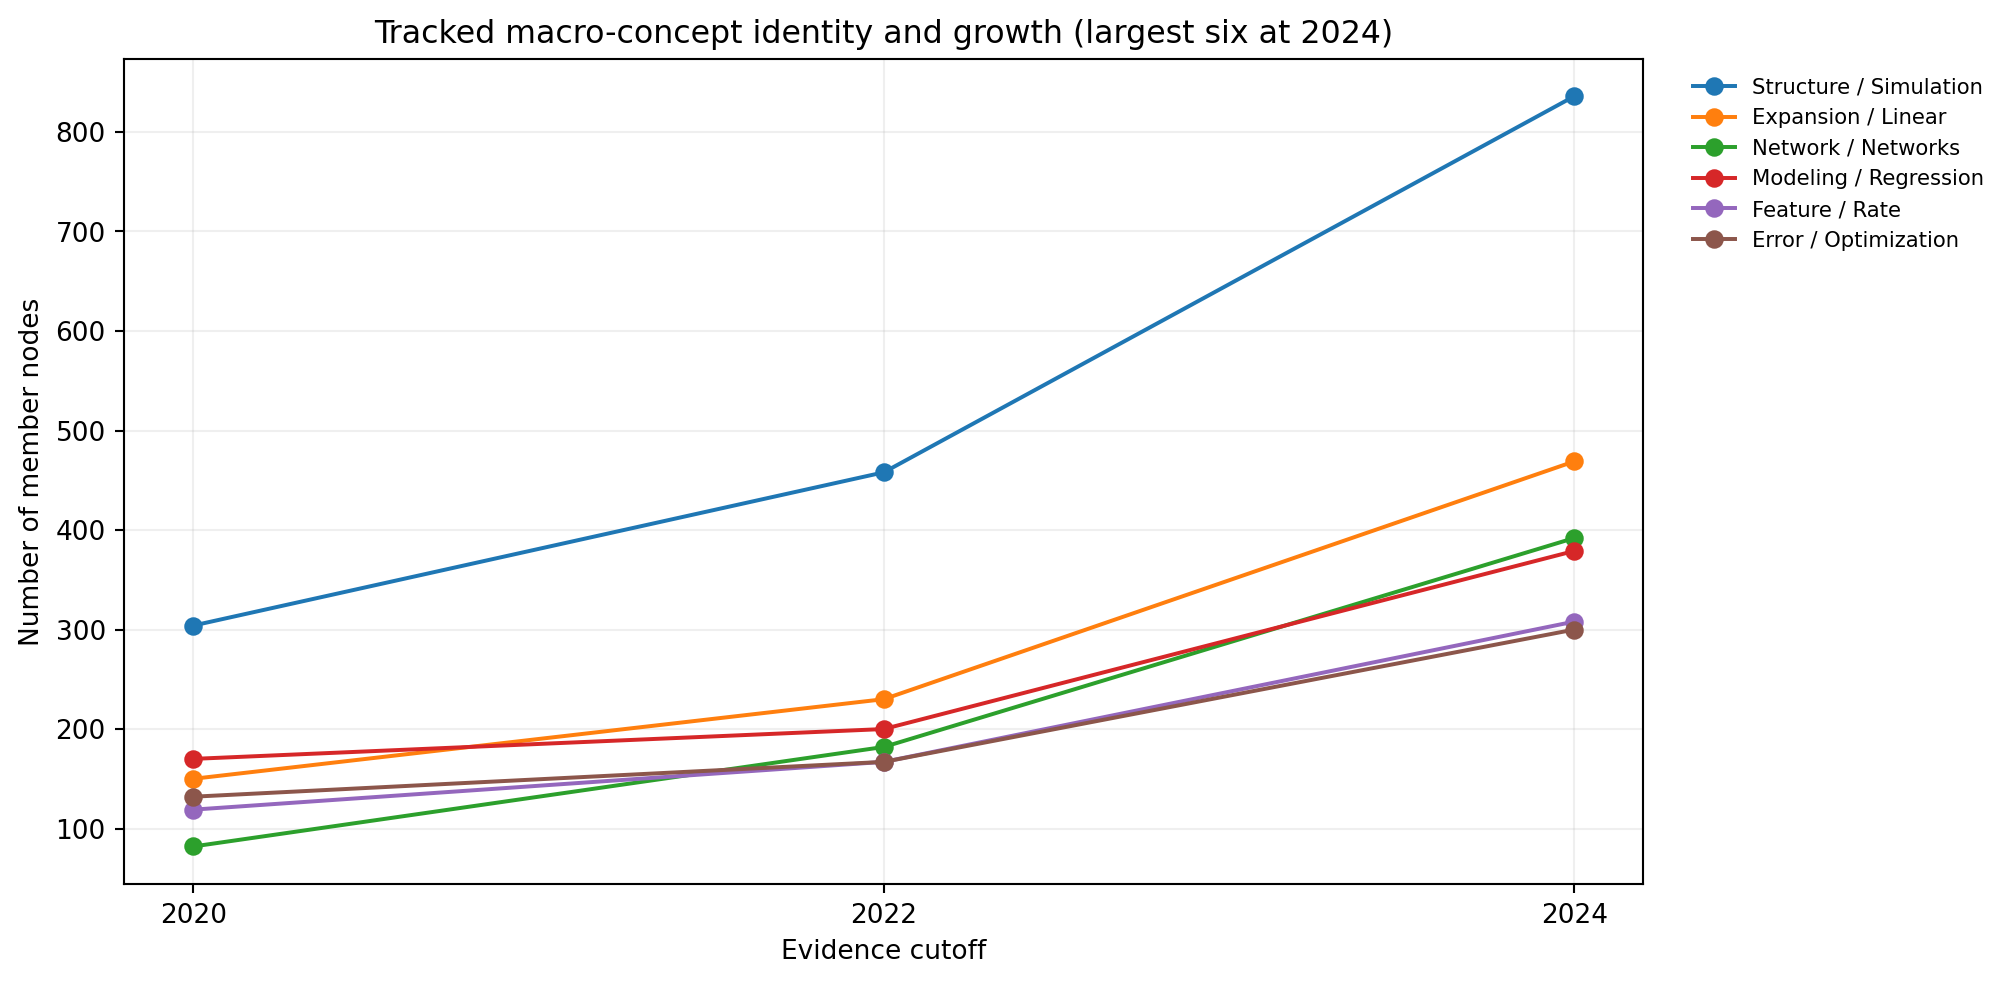 Tracked macro-concept identity and growth (largest six at 2024)
Structure / Simulation
Expansion / Linear
Network / Networks
Modeling / Regression
Feature / Rate
Error / Optimization
Number of member nodes
800
700
600
500
400
300
200
100
2020 2022 2024
Evidence cutoff